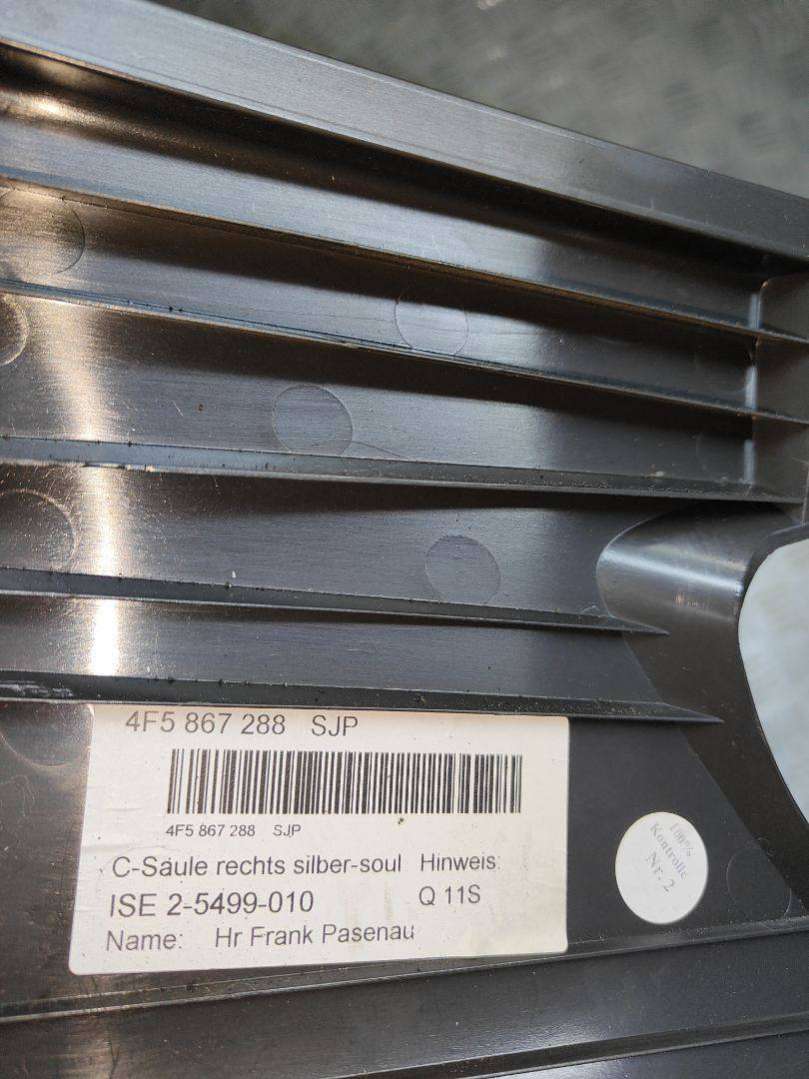 4F5 867 288 SJP
4F5 867 288 SJP
C-Säule rechts silber-soul Hinweis:
ISE 2-5499-010 Q 11S
Name: Hr Frank Pasenau
100%
Kontrolle
Nr. 2